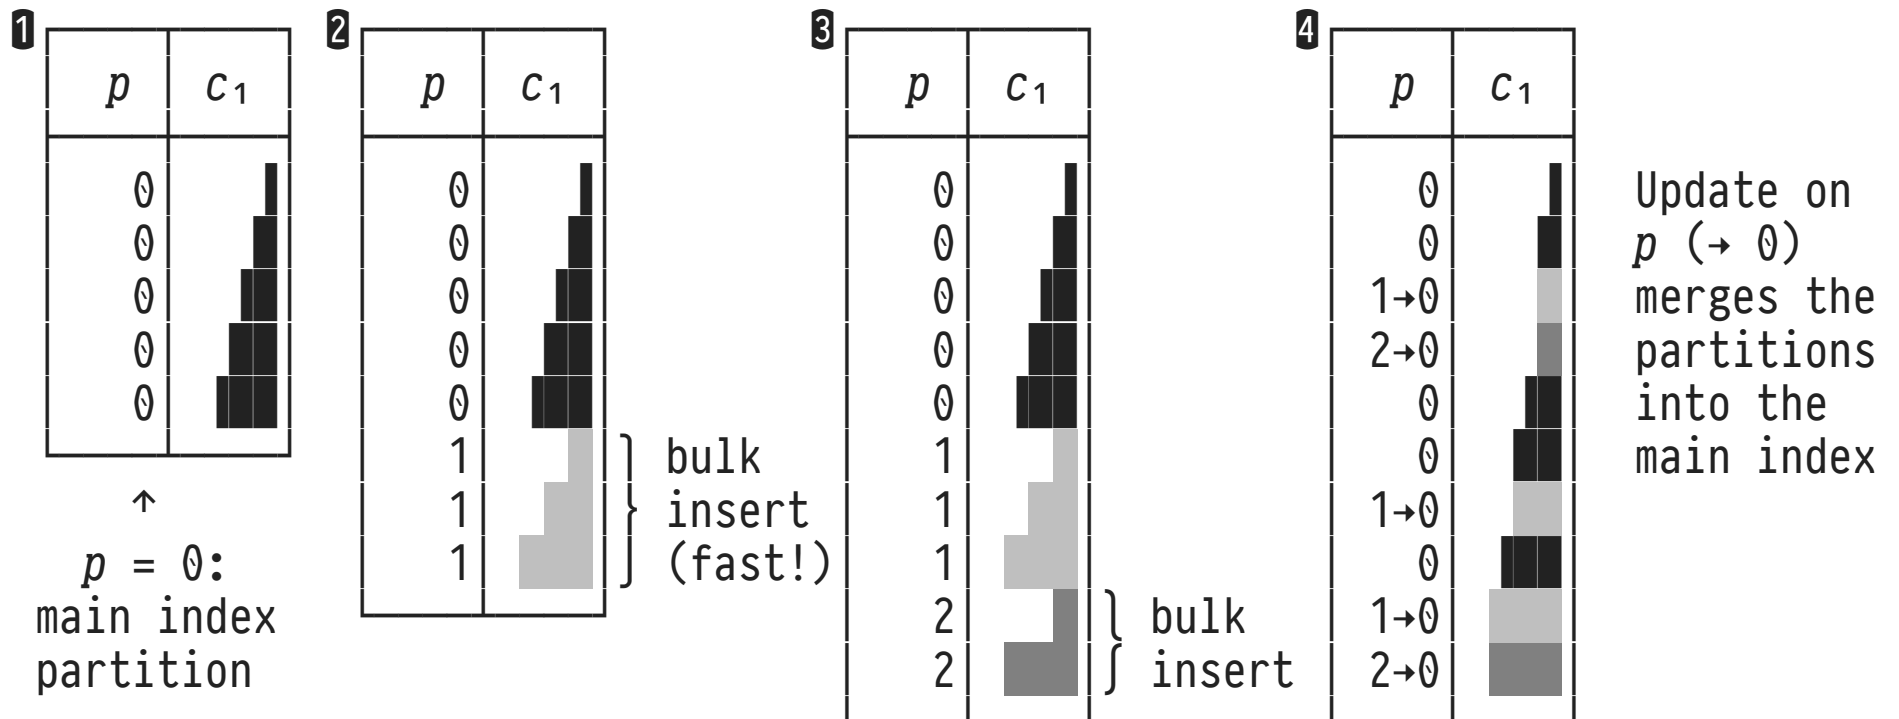 1
p c₁
0
0
0
0
0
↑
p = 0:
main index
partition
2
p c₁
0
0
0
0
0
1
1
1
bulk
insert
(fast!)
3
p c₁
0
0
0
0
0
1
1
1
2
2
bulk
insert
4
p c₁
0
0
1→0
2→0
0
0
1→0
0
1→0
2→0
Update on
p (→ 0)
merges the
partitions
into the
main index